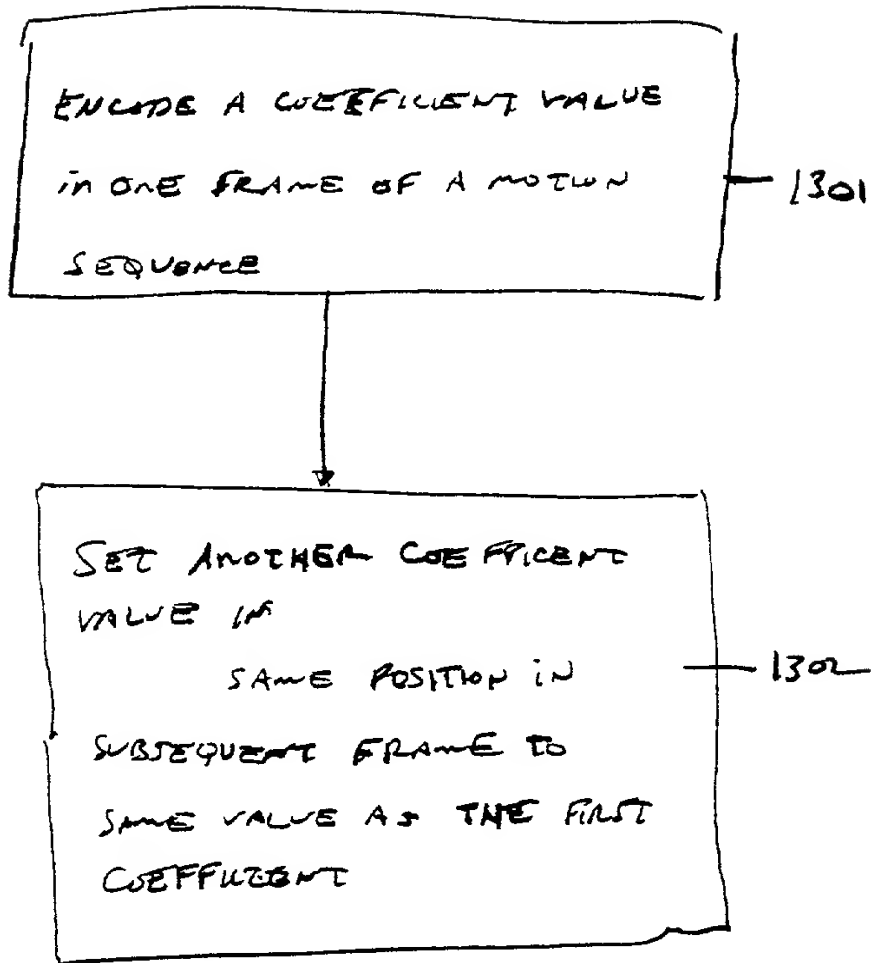 ENCODE A COEFFICIENT VALUE
in ONE FRAME OF A MOTION
SEQUENCE
1301
SET ANOTHER COEFFICENT
VALUE IN
SAME POSITION iN
SUBSEQUENT FRAME TO
SAME VALUE AS THE FIRST
COEFFICIENT
1302